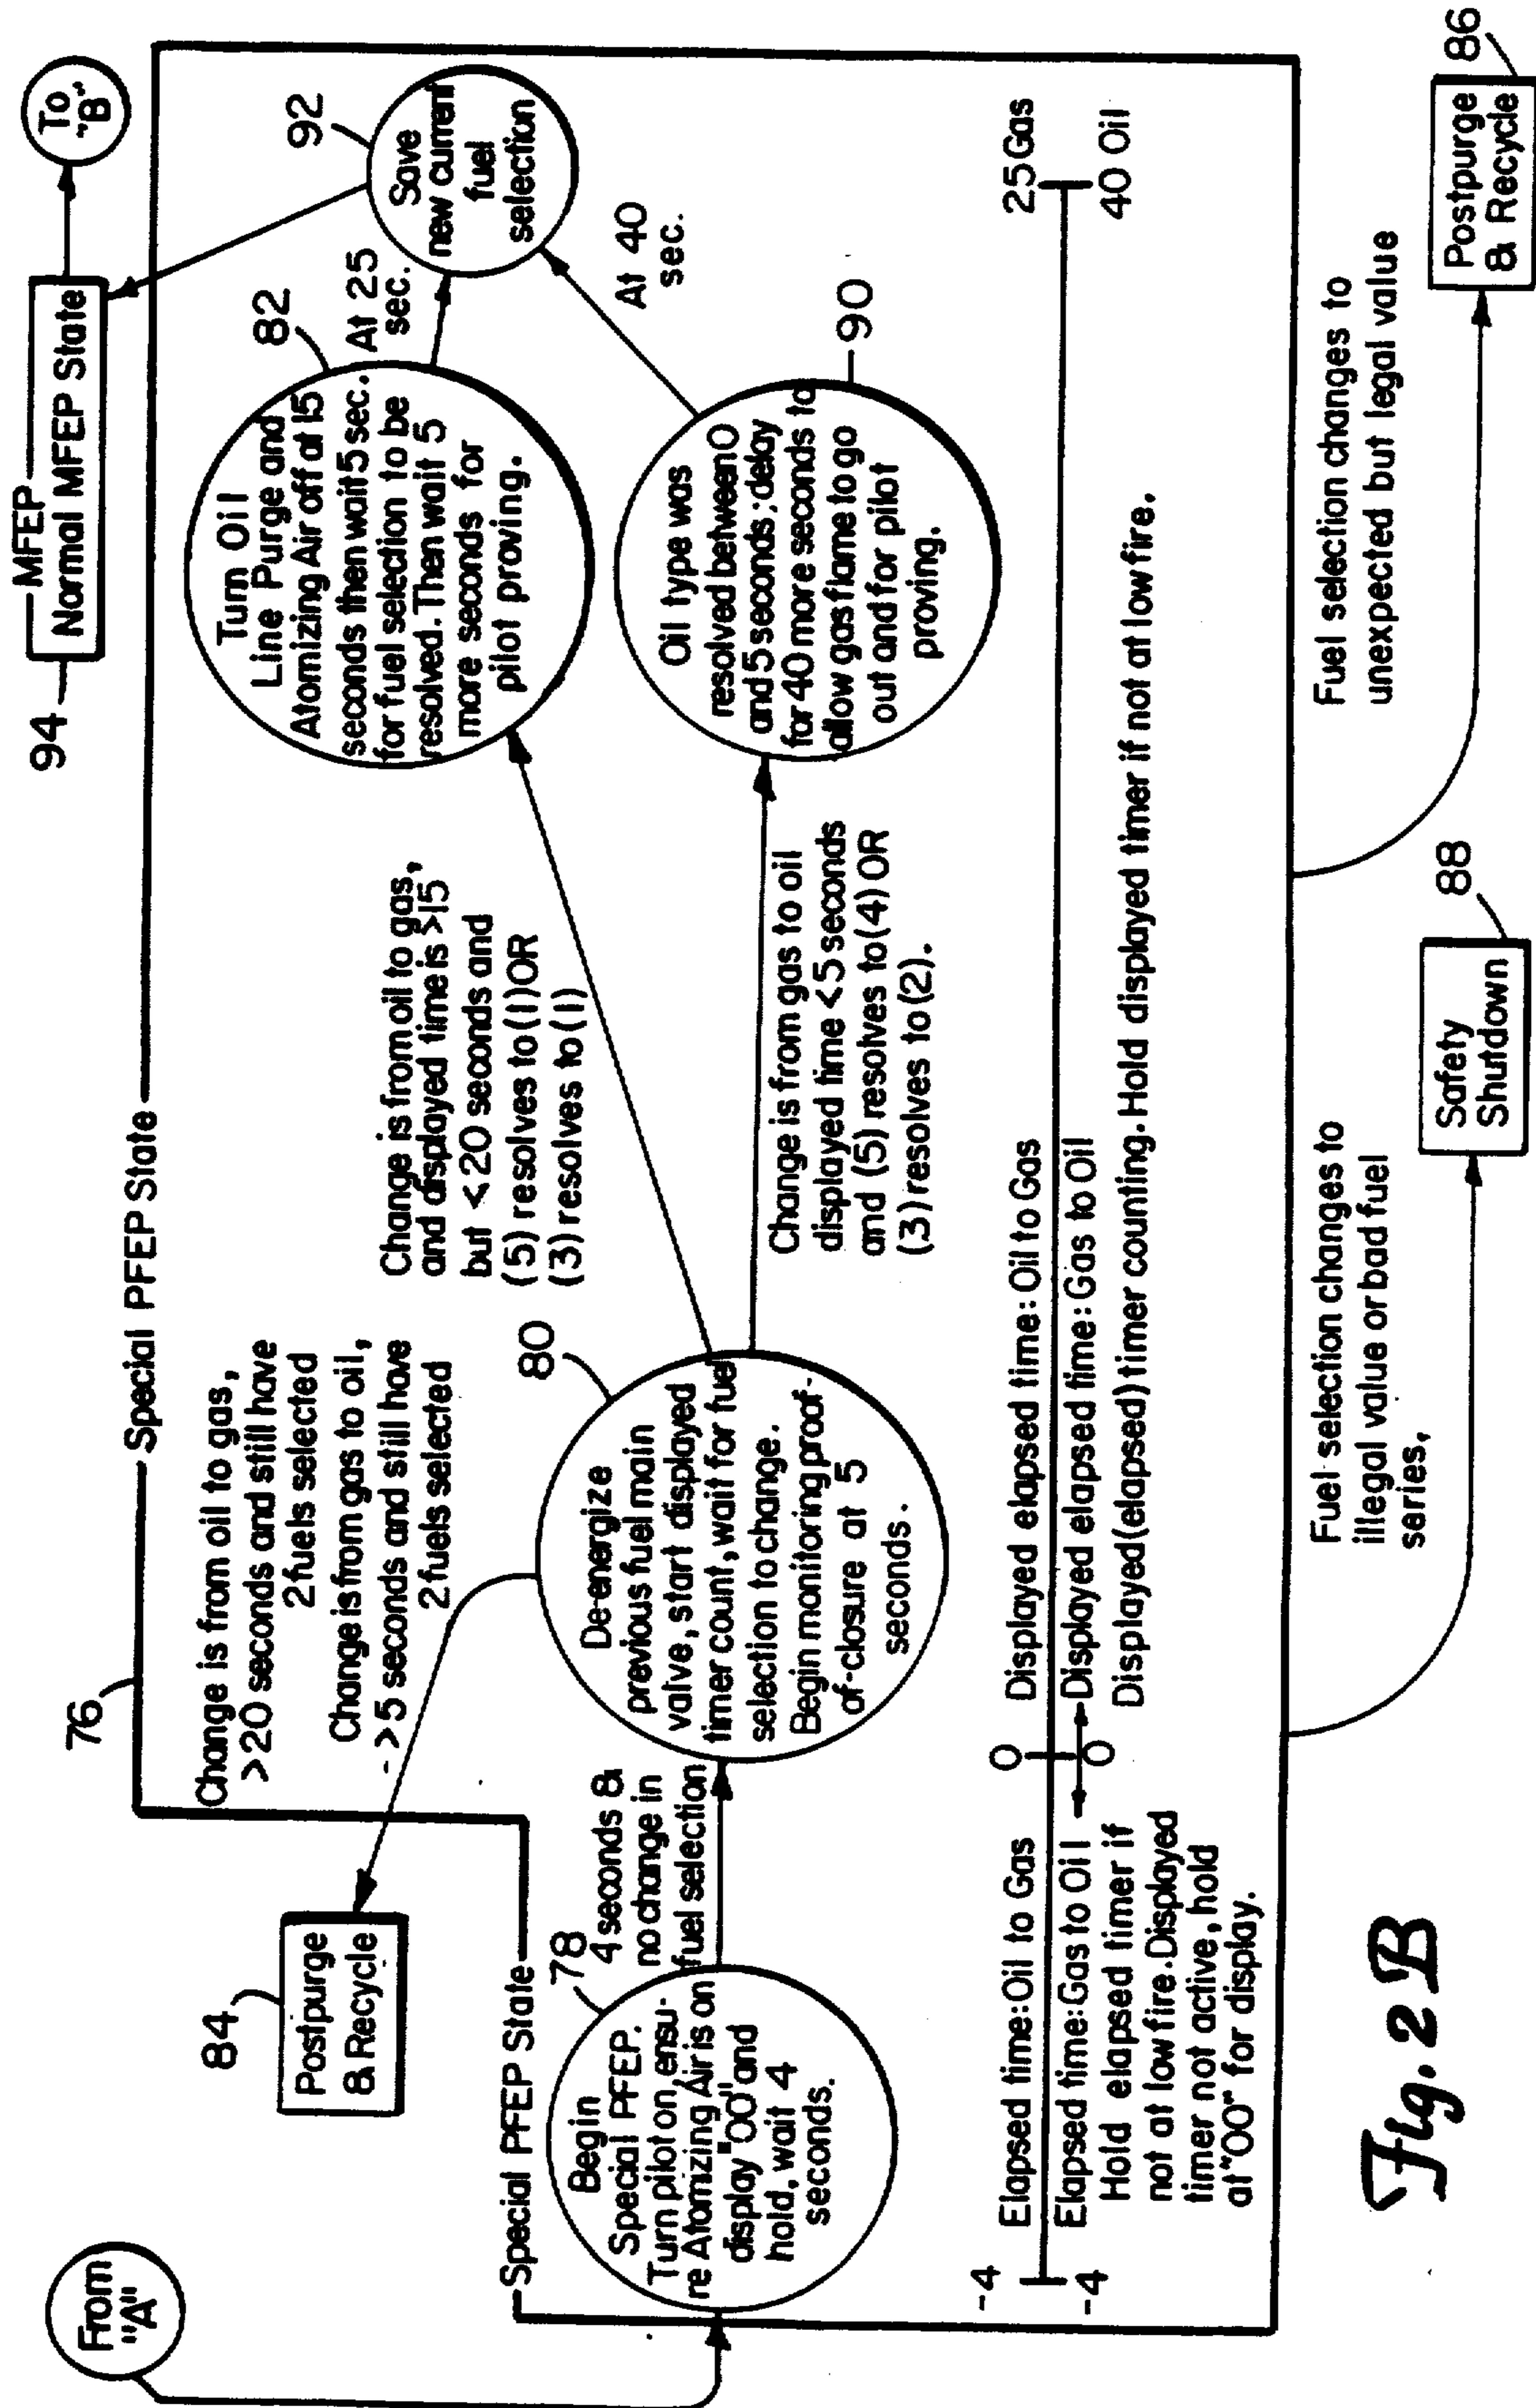 From
"A"
84
Postpurge
& Recycle
76
Special PFEP State
Special PFEP State
Change is from oil to gas,
>20 seconds and still have
2 fuels selected
Change is from gas to oil,
>5 seconds and still have
2 fuels selected
78
Begin
Special PFEP.
Turn pilot on, ensu-
re Atomizing Air is on
display "00" and
hold, wait 4
seconds.
4 seconds &
no change in
fuel selection
80
De-energize
previous fuel main
valve, start displayed
timer count, wait for fuel
selection to change.
Begin monitoring proof-
of-closure at 5
seconds.
Change is from oil to gas,
and displayed time is >15
but <20 seconds and
(5) resolves to (1) OR
(3) resolves to (1)
Change is from gas to oil
displayed time <5 seconds
and (5) resolves to (4) OR
(3) resolves to (2).
82
Turn Oil
Line Purge and
Atomizing Air off at 15
seconds then wait 5 sec.
for fuel selection to be
resolved. Then wait 5
more seconds for
pilot proving.
At 25
sec.
90
Oil type was
resolved between 0
and 5 seconds; delay
for 40 more seconds to
allow gas flame to go
out and for pilot
proving.
At 40
sec.
92
Save
new current
fuel
selection
94
MFEP
Normal MFEP State
To
"B"
-4
-4
Elapsed time: Oil to Gas
Elapsed time: Gas to Oil
Hold elapsed timer if
not at low fire. Displayed
timer not active, hold
at "00" for display.
0
0
Displayed elapsed time: Oil to Gas
Displayed elapsed time: Gas to Oil
Displayed (elapsed) timer counting. Hold displayed timer if not at low fire.
25 Gas
40 Oil
Fuel selection changes to
illegal value or bad fuel
series,
88
Safety
Shutdown
Fuel selection changes to
unexpected but legal value
86
Postpurge
& Recycle
Fig. 2B